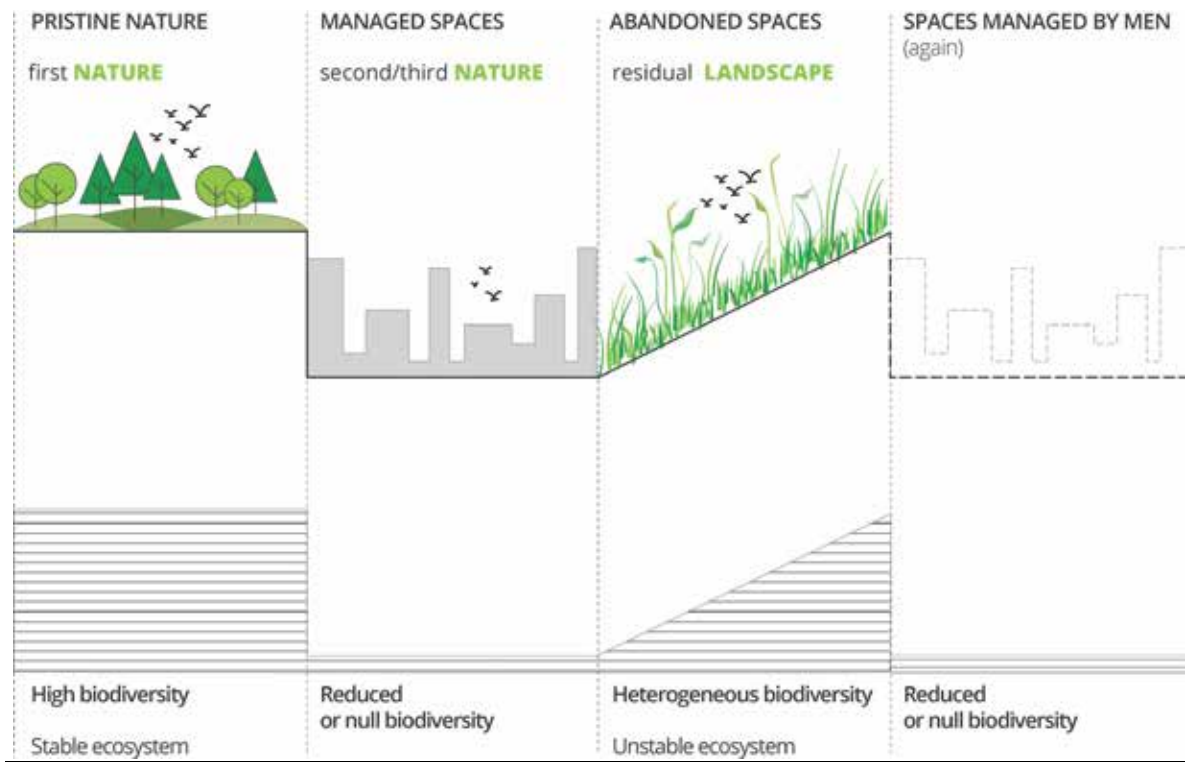 PRISTINE NATURE
first NATURE
MANAGED SPACES
second/third NATURE
ABANDONED SPACES
residual LANDSCAPE
SPACES MANAGED BY MEN
(again)
High biodiversity
Stable ecosystem
Reduced
or null biodiversity
Heterogeneous biodiversity
Unstable ecosystem
Reduced
or null biodiversity